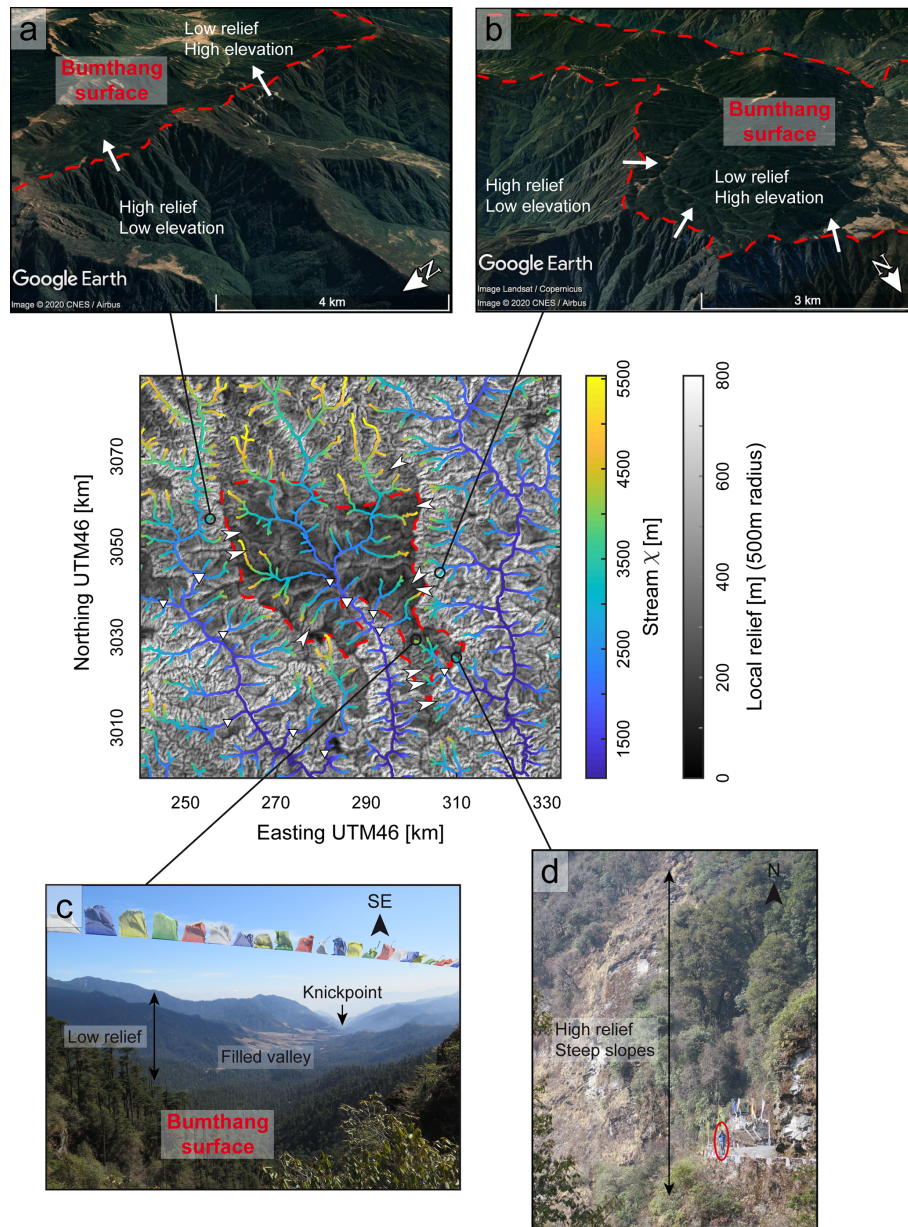 a
Low relief
High elevation
Bumthang
surface
High relief
Low elevation
Google Earth
Image © 2020 CNES / Airbus
4 km
N
b
Bumthang
surface
Low relief
High elevation
High relief
Low elevation
Google Earth
Image Landsat / Copernicus
Image © 2020 CNES / Airbus
3 km
N
Northing UTM46 [km]
3070
3050
3030
3010
250
270
290
310
330
Easting UTM46 [km]
5500
4500
3500
2500
1500
Stream χ [m]
800
600
400
200
0
Local relief [m] (500m radius)
c
SE
Knickpoint
Low relief
Filled valley
Bumthang
surface
d
N
High relief
Steep slopes